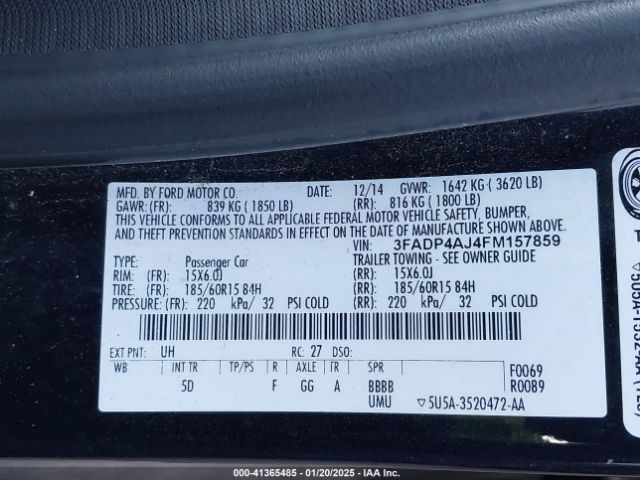 MFD. BY FORD MOTOR CO. DATE: 12/14 GVWR: 1642 KG ( 3620 LB)
GAWR: (FR): 839 KG ( 1850 LB) (RR): 816 KG ( 1800 LB)
THIS VEHICLE CONFORMS TO ALL APPLICABLE FEDERAL MOTOR VEHICLE SAFETY, BUMPER,
AND THEFT PREVENTION STANDARDS IN EFFECT ON THE DATE OF MANUFACTURE SHOWN ABOVE.
VIN: 3FADP4AJ4FM157859
TYPE: Passenger Car TRAILER TOWING - SEE OWNER GUIDE
RIM: (FR): 15X6.0J (RR): 15X6.0J
TIRE: (FR): 185/60R15 84H (RR): 185/60R15 84H
PRESSURE: (FR): 220 kPa/ 32 PSI COLD (RR): 220 kPa/ 32 PSI COLD
EXT PNT: UH RC: 27 DSO:
WB INT TR TP/PS R AXLE TR SPR F0069
5D F GG A BBBB R0089
UMU ▽5U5A-3520472-AA
000-41365485 - 01/20/2025 - IAA Inc.